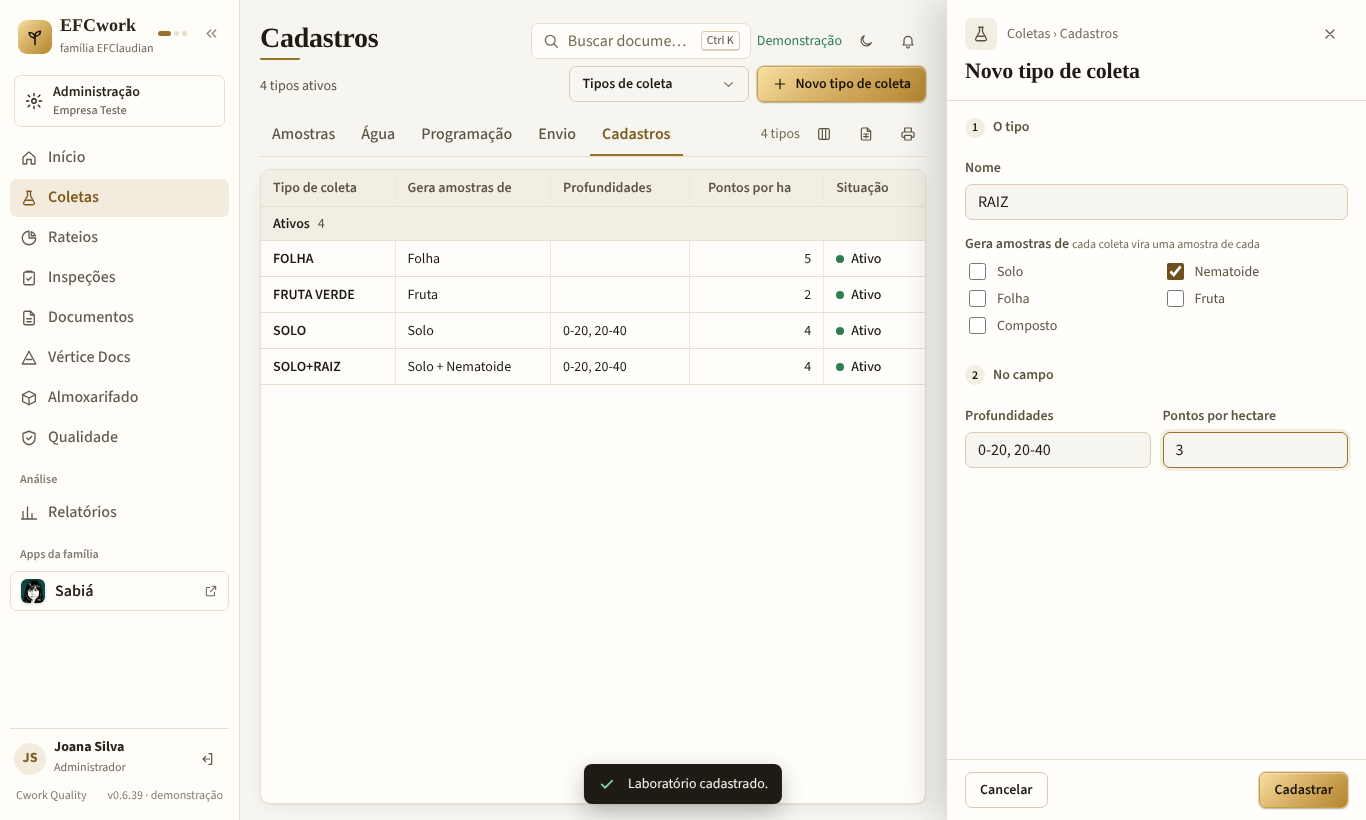 EFCwork
família EFClaudian
Administração
Empresa Teste
Início
Coletas
Rateios
Inspeções
Documentos
Vértice Docs
Almoxarifado
Qualidade
Análise
Relatórios
Apps da família
Sabiá
JS
Joana Silva
Administrador
Cwork Quality v0.6.39 · demonstração
Cadastros
Buscar docume… Ctrl K Demonstração
4 tipos ativos
Tipos de coleta
Novo tipo de coleta
Amostras Água Programação Envio Cadastros 4 tipos
Tipo de coleta Gera amostras de Profundidades Pontos por ha Situação
Ativos 4
FOLHA Folha 5 Ativo
FRUTA VERDE Fruta 2 Ativo
SOLO Solo 0-20, 20-40 4 Ativo
SOLO+RAIZ Solo + Nematoide 0-20, 20-40 4 Ativo
Laboratório cadastrado.
Coletas › Cadastros
Novo tipo de coleta
1 O tipo
Nome
RAIZ
Gera amostras de cada coleta vira uma amostra de cada
Solo Nematoide
Folha Fruta
Composto
2 No campo
Profundidades Pontos por hectare
0-20, 20-40 3
Cancelar Cadastrar